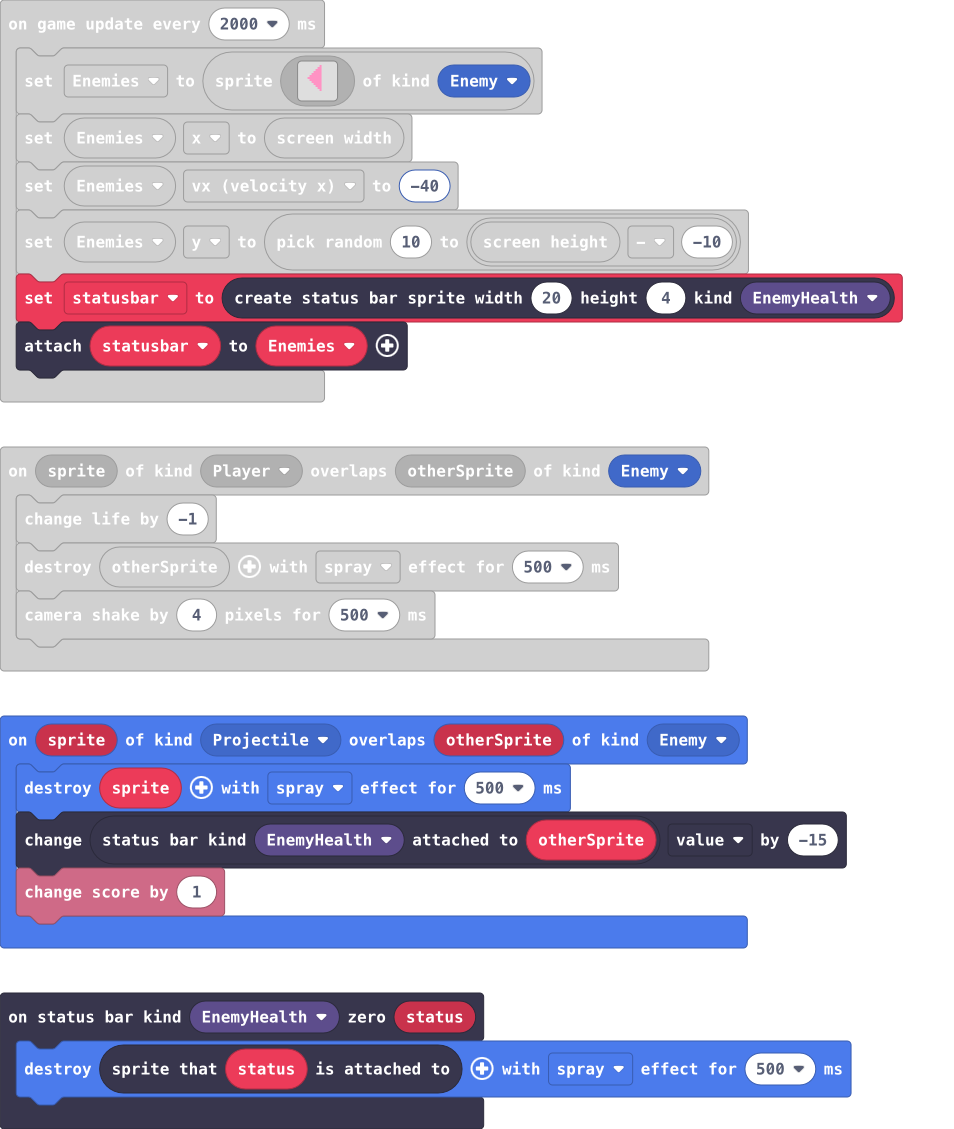 on game update every 2000 ms
set Enemies to sprite of kind Enemy
set Enemies x to screen width
set Enemies vx (velocity x) to -40
set Enemies y to pick random 10 to screen height - -10
set statusbar to create status bar sprite width 20 height 4 kind EnemyHealth
attach statusbar to Enemies
on sprite of kind Player overlaps otherSprite of kind Enemy
change life by -1
destroy otherSprite with spray effect for 500 ms
camera shake by 4 pixels for 500 ms
on sprite of kind Projectile overlaps otherSprite of kind Enemy
destroy sprite with spray effect for 500 ms
change status bar kind EnemyHealth attached to otherSprite value by -15
change score by 1
on status bar kind EnemyHealth zero status
destroy sprite that status is attached to with spray effect for 500 ms